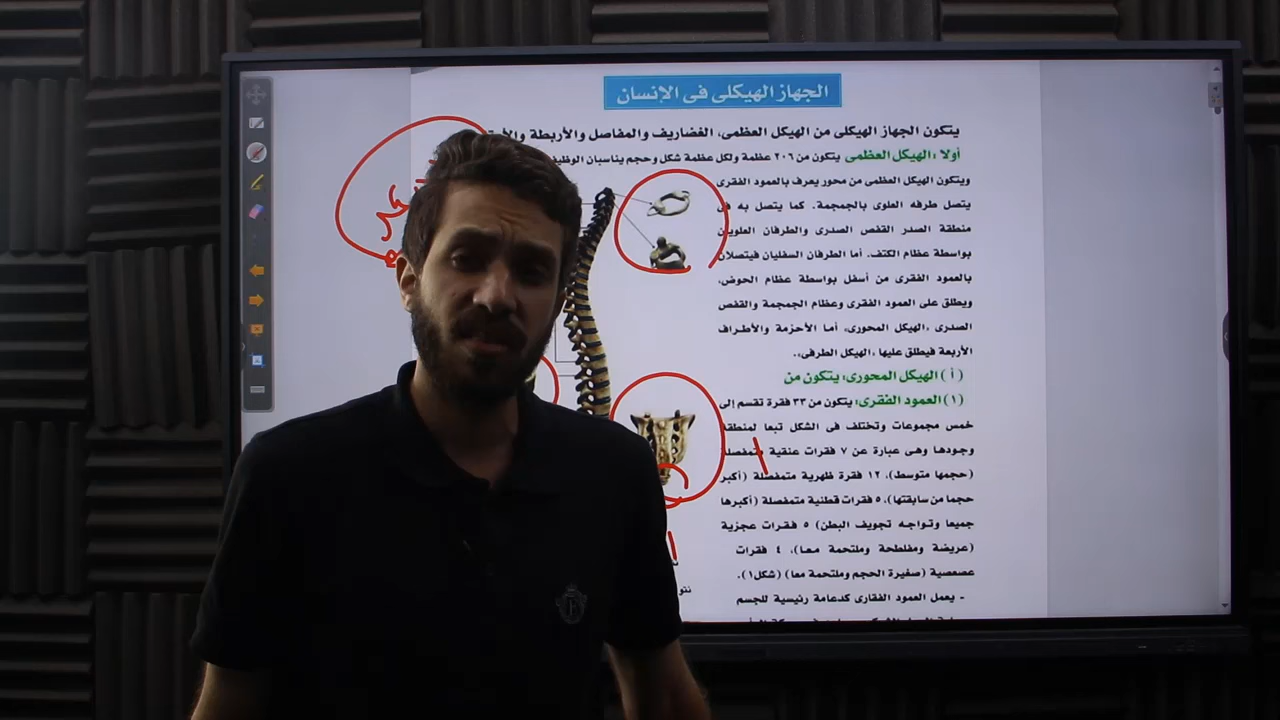 الجهاز الهيكلى فى الإنسان
يتكون الجهاز الهيكلى من الهيكل العظمى، الغضاريف والمفاصل والأربطة
أولا ، الهيكل العظمى يتكون من ٢٠٦ عظمة ولكل عظمة شكل وحجم يناسبان
ويتكون الهيكل العظمى من محور يعرف بالعمود الفقرى
يتصل طرفه العلوى بالجمجمة. كما يتصل به فى
منطقة الصدر القفص الصدرى والطرفان العلويين
بواسطة عظام الكتف. أما الطرفان السفليان فيتصلان
بالعمود الفقرى من أسفل بواسطة عظام الحوض،
ويطلق على العمود الفقرى وعظام الجمجمة والقفص
الصدرى ،الهيكل المحورى، أما الأحزمة والأطراف
الأربعة فيطلق عليها ،الهيكل الطرفى،.
( أ ) الهيكل المحورى: يتكون من
(١) العمود الفقرى: يتكون من ٣٣ فقرة تقسم إلى
خمس مجموعات وتختلف فى الشكل تبعا لمنطقة
وجودها وهى عبارة عن ٧ فقرات عنقية متمفصلة
(حجمها متوسط)، ١٢ فقرة ظهرية متمفصلة (أكبر
حجما من سابقتها)، ٥ فقرات قطنية متمفصلة (أكبرها
جميعا وتواجه تجويف البطن) ٥ فقرات عجزية
(عريضة ومفلطحة وملتحمة معا)، ٤ فقرات
عصعصية (صغيرة الحجم وملتحمة معا) (شكل١).
- يعمل العمود الفقارى كدعامة رئيسية للجسم